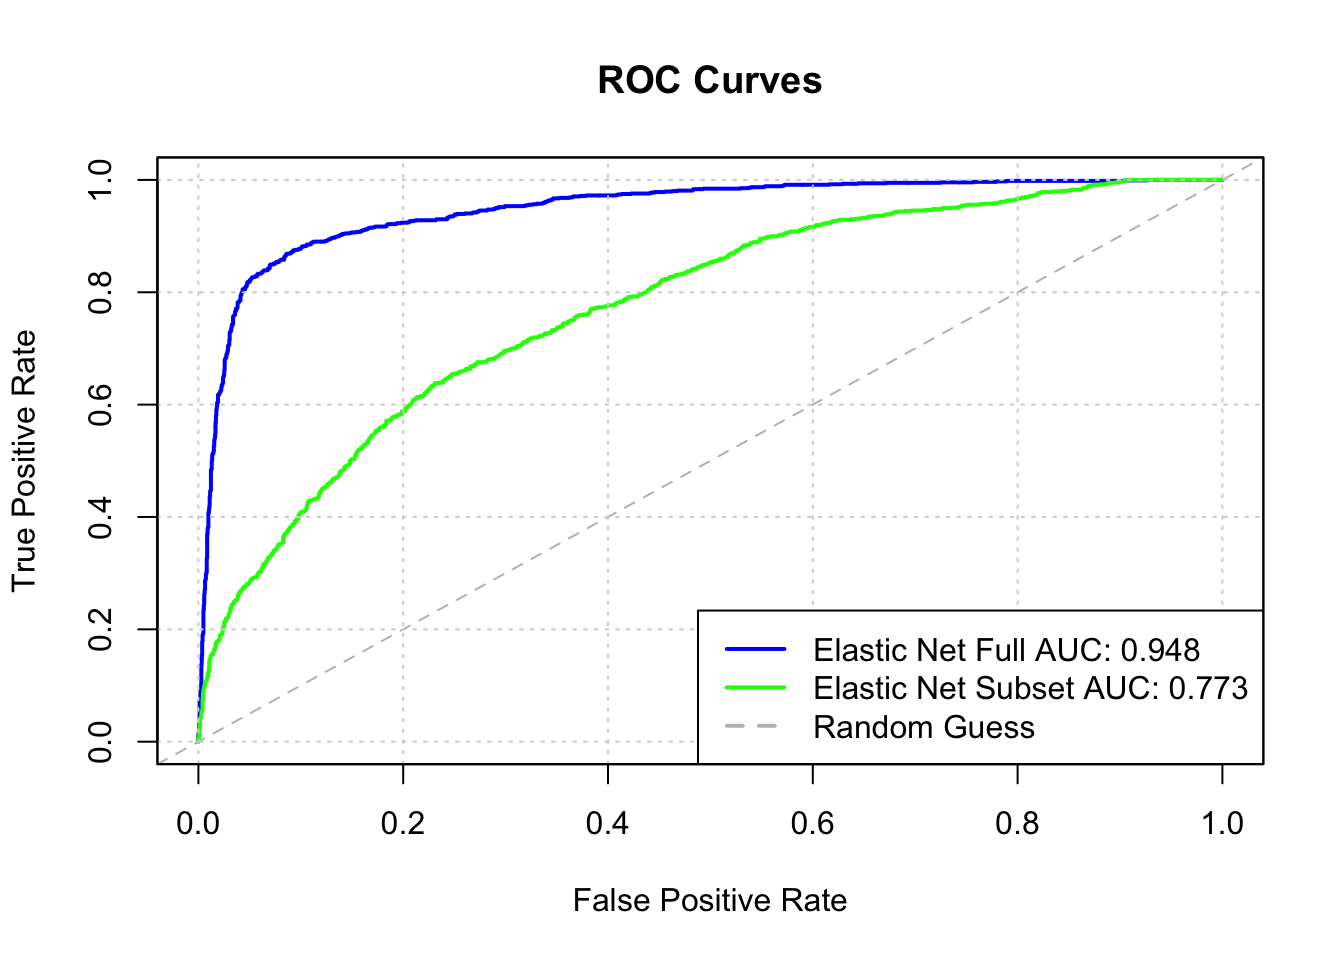 ROC Curves
True Positive Rate
1.0
0.8
0.6
0.4
0.2
0.0
Elastic Net Full AUC: 0.948
Elastic Net Subset AUC: 0.773
Random Guess
0.0 0.2 0.4 0.6 0.8 1.0
False Positive Rate